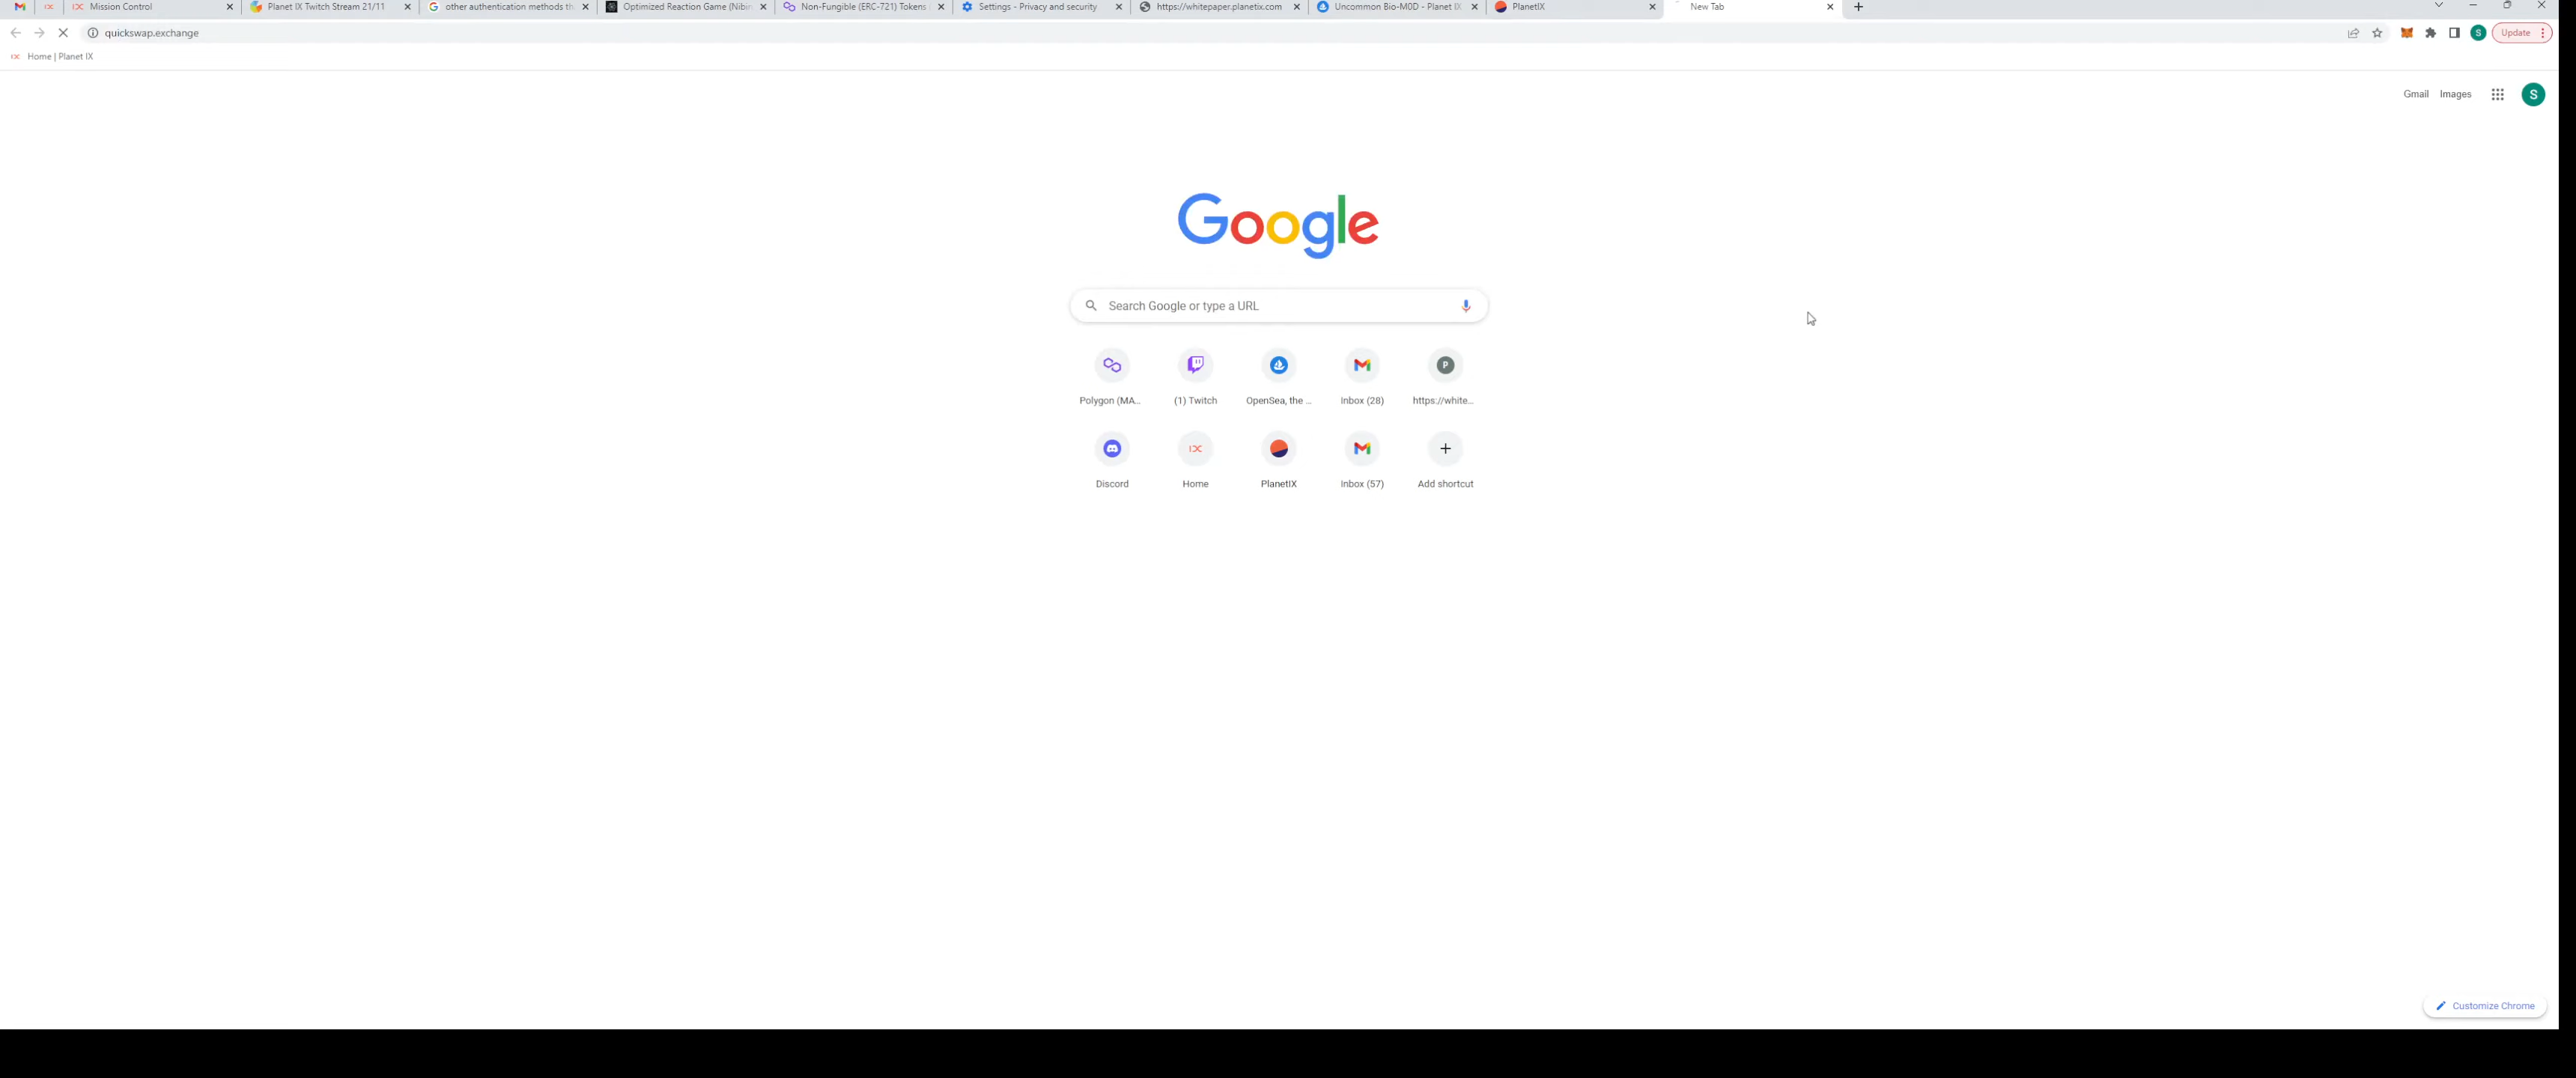 Mission Control
Planet IX Twitch Stream 21/11
other authentication methods th
Optimized Reaction Game (Nibiru
Non-Fungible (ERC-721) Tokens
Settings - Privacy and security
https://whitepaper.planetix.com
Uncommon Bio-M0D - Planet IX
PlanetIX
New Tab
quickswap.exchange
Update
Home | Planet IX
Gmail
Images
S
Google
Search Google or type a URL
Polygon (MA...
(1) Twitch
OpenSea, the ...
Inbox (28)
P
https://white...
Discord
Home
PlanetIX
Inbox (57)
Add shortcut
Customize Chrome